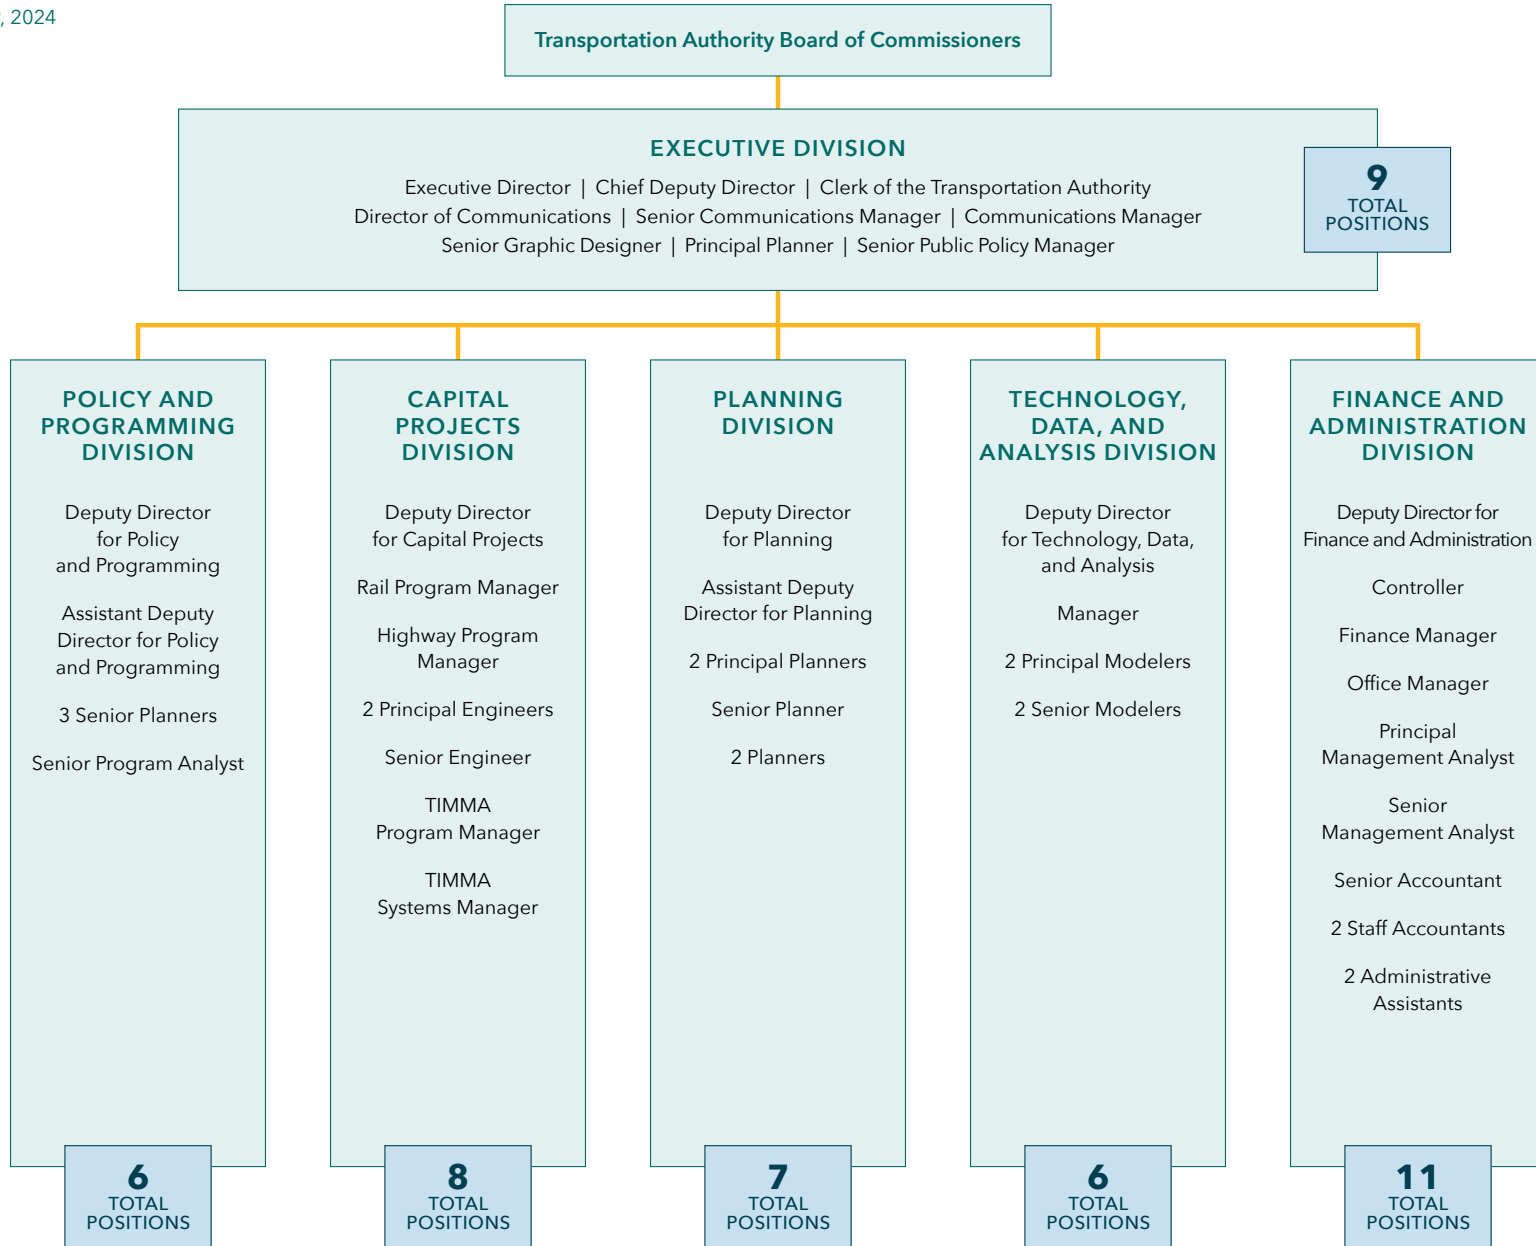 , 2024
Transportation Authority Board of Commissioners
EXECUTIVE DIVISION
Executive Director | Chief Deputy Director | Clerk of the Transportation Authority
Director of Communications | Senior Communications Manager | Communications Manager
Senior Graphic Designer | Principal Planner | Senior Public Policy Manager
9
TOTAL
POSITIONS
POLICY AND
PROGRAMMING
DIVISION
Deputy Director
for Policy
and Programming
Assistant Deputy
Director for Policy
and Programming
3 Senior Planners
Senior Program Analyst
6
TOTAL
POSITIONS
CAPITAL
PROJECTS
DIVISION
Deputy Director
for Capital Projects
Rail Program Manager
Highway Program
Manager
2 Principal Engineers
Senior Engineer
TIMMA
Program Manager
TIMMA
Systems Manager
8
TOTAL
POSITIONS
PLANNING
DIVISION
Deputy Director
for Planning
Assistant Deputy
Director for Planning
2 Principal Planners
Senior Planner
2 Planners
7
TOTAL
POSITIONS
TECHNOLOGY,
DATA, AND
ANALYSIS DIVISION
Deputy Director
for Technology, Data,
and Analysis
Manager
2 Principal Modelers
2 Senior Modelers
6
TOTAL
POSITIONS
FINANCE AND
ADMINISTRATION
DIVISION
Deputy Director for
Finance and Administration
Controller
Finance Manager
Office Manager
Principal
Management Analyst
Senior
Management Analyst
Senior Accountant
2 Staff Accountants
2 Administrative
Assistants
11
TOTAL
POSITIONS